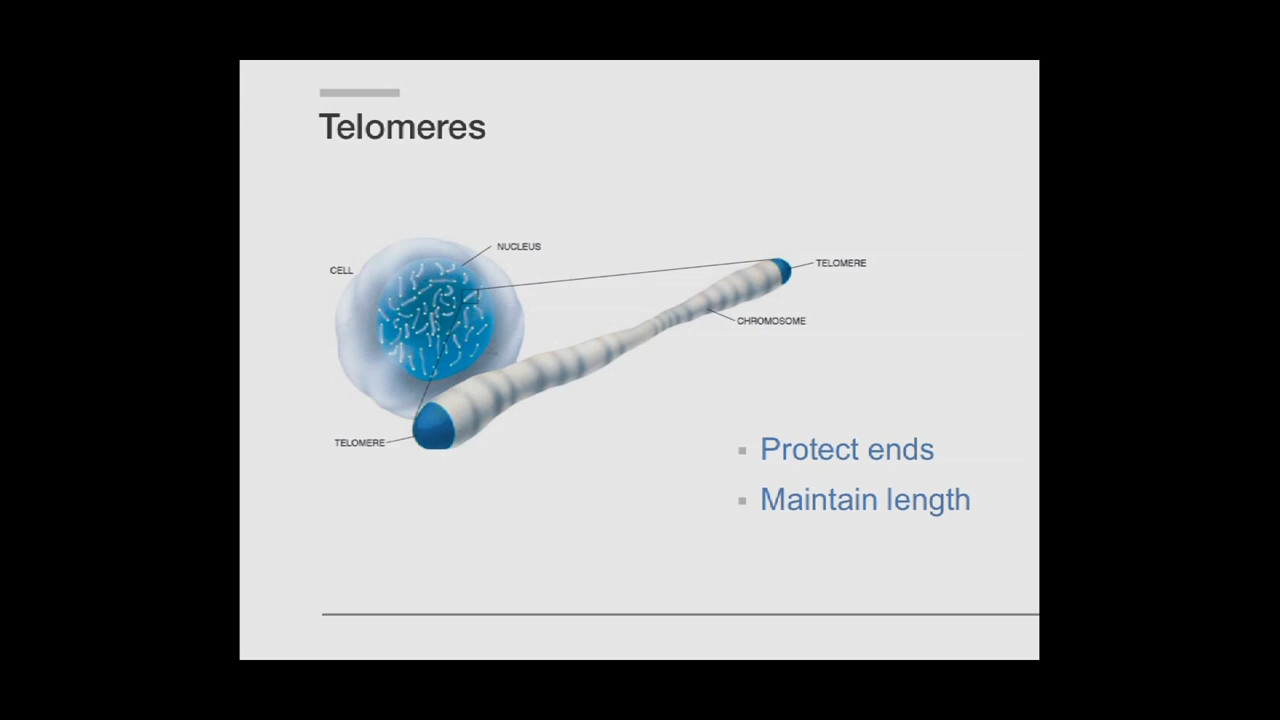 Telomeres
NUCLEUS
CELL
TELOMERE
CHROMOSOME
TELOMERE
Protect ends
Maintain length